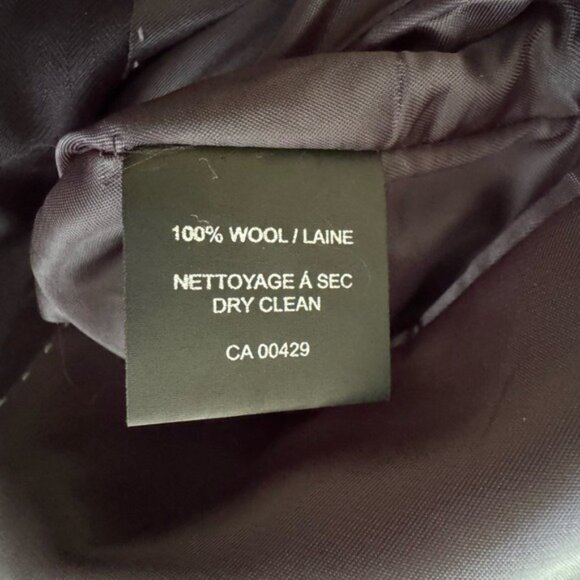 100% WOOL / LAINE
NETTOYAGE Á SEC
DRY CLEAN
CA 00429